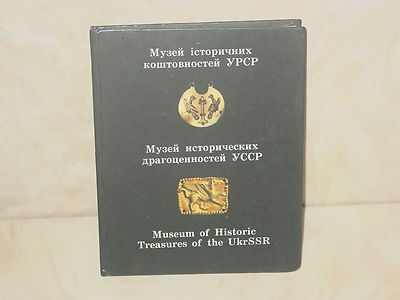 Музей історичних
коштовностей УРСР
Музей исторических
драгоценностей УССР
Museum of Historic
Treasures of the UkrSSR